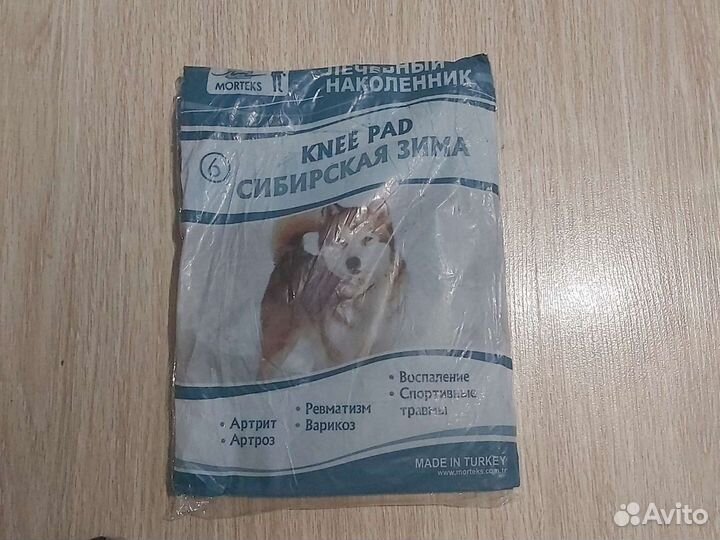 MORTEKS
ЛЕЧЕБНЫЙ
НАКОЛЕННИК
KNEE PAD
6
СИБИРСКАЯ ЗИМА
• Воспаление
• Спортивные
травмы
• Ревматизм
• Варикоз
• Артрит
• Артроз
MADE IN TURKEY
www.morteks.com.tr
Avito